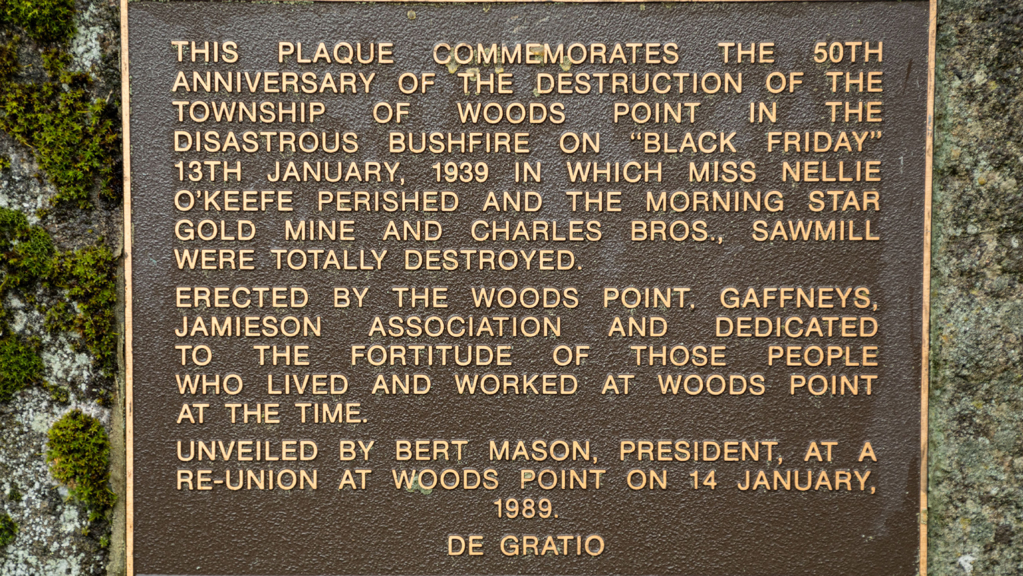 THIS PLAQUE COMMEMORATES THE 50TH
ANNIVERSARY OF THE DESTRUCTION OF THE
TOWNSHIP OF WOODS POINT IN THE
DISASTROUS BUSHFIRE ON “BLACK FRIDAY”
13TH JANUARY, 1939 IN WHICH MISS NELLIE
O'KEEFE PERISHED AND THE MORNING STAR
GOLD MINE AND CHARLES BROS., SAWMILL
WERE TOTALLY DESTROYED.
ERECTED BY THE WOODS POINT, GAFFNEYS,
JAMIESON ASSOCIATION AND DEDICATED
TO THE FORTITUDE OF THOSE PEOPLE
WHO LIVED AND WORKED AT WOODS POINT
AT THE TIME.
UNVEILED BY BERT MASON, PRESIDENT, AT A
RE-UNION AT WOODS POINT ON 14 JANUARY,
1989.
DE GRATIO